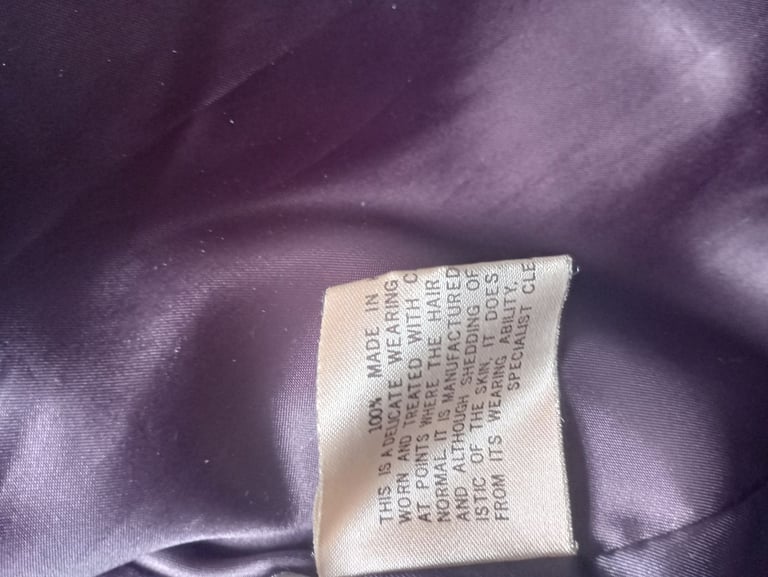 100% MADE IN
THIS IS A DELICATE WEARING
WORN AND TREATED WITH C
AT POINTS WHERE THE HAIR
NORMAL. IT IS MANUFACTURED
AND ALTHOUGH SHEDDING OF
ISTIC OF THE SKIN, IT DOES
FROM ITS WEARING ABILITY,
SPECIALIST CLE